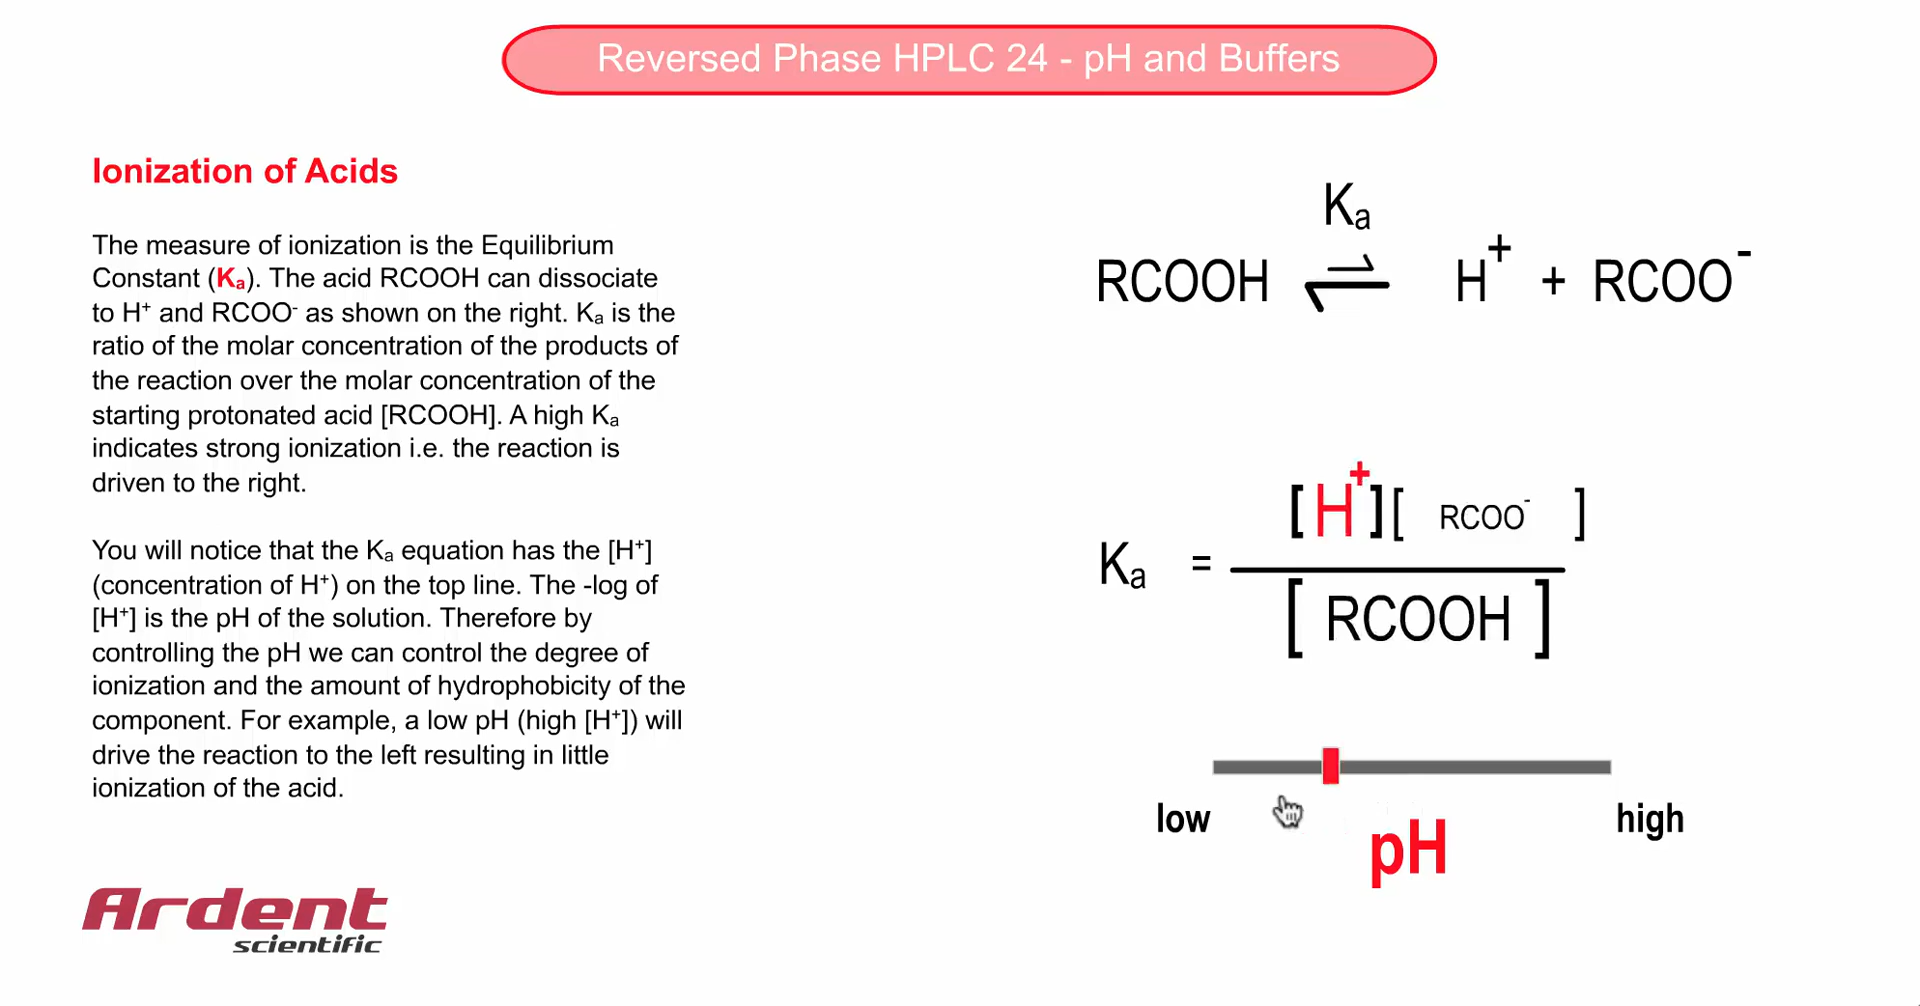 Reversed Phase HPLC 24 - pH and Buffers
Ionization of Acids
The measure of ionization is the Equilibrium
Constant (Kₐ). The acid RCOOH can dissociate
to H⁺ and RCOO⁻ as shown on the right. Kₐ is the
ratio of the molar concentration of the products of
the reaction over the molar concentration of the
starting protonated acid [RCOOH]. A high Kₐ
indicates strong ionization i.e. the reaction is
driven to the right.
You will notice that the Kₐ equation has the [H⁺]
(concentration of H⁺) on the top line. The -log of
[H⁺] is the pH of the solution. Therefore by
controlling the pH we can control the degree of
ionization and the amount of hydrophobicity of the
component. For example, a low pH (high [H⁺]) will
drive the reaction to the left resulting in little
ionization of the acid.
Ardent
scientific
Kₐ
RCOOH ⇌ H⁺ + RCOO⁻
[H⁺][ RCOO⁻ ]
Kₐ =
[ RCOOH ]
low high
pH